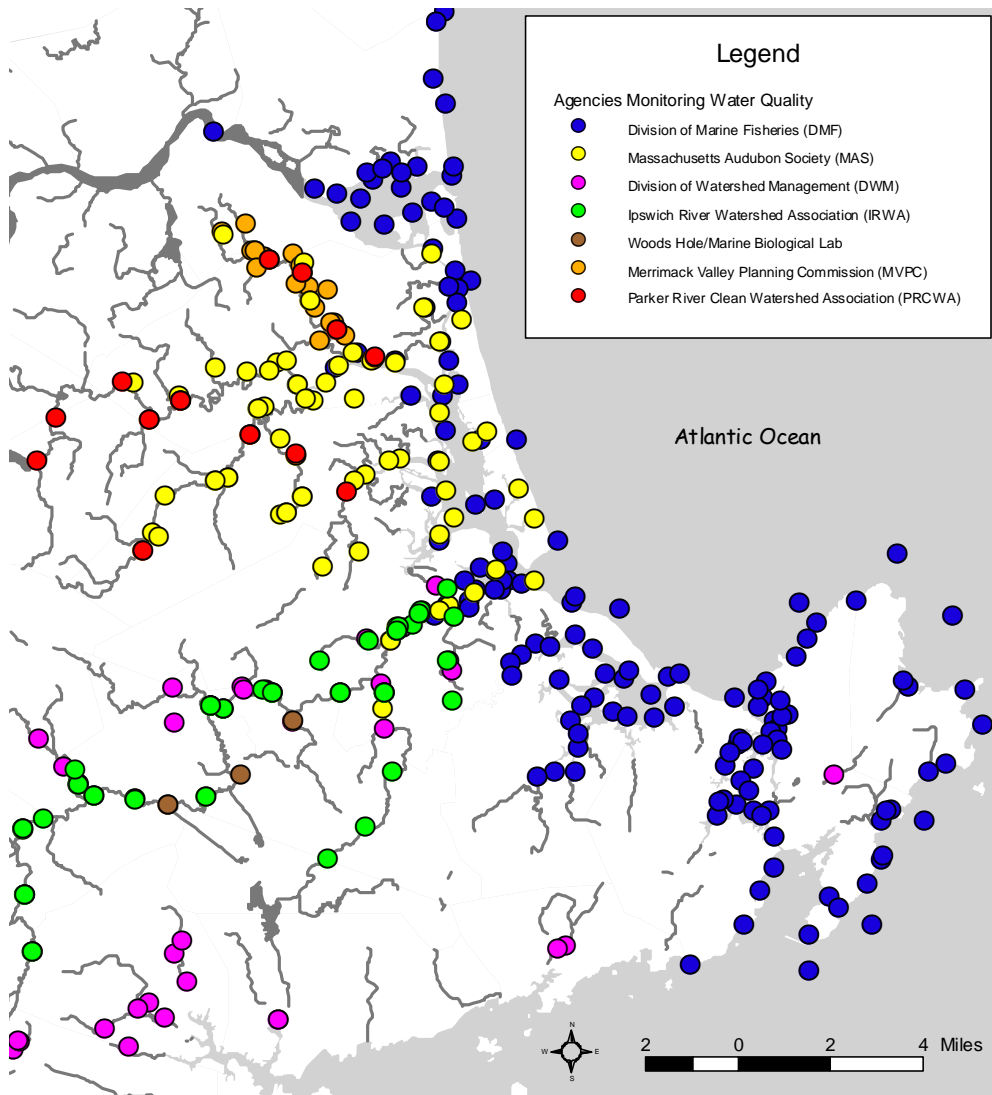 Legend
Agencies Monitoring Water Quality
Division of Marine Fisheries (DMF)
Massachusetts Audubon Society (MAS)
Division of Watershed Management (DWM)
Ipswich River Watershed Association (IRWA)
Woods Hole/Marine Biological Lab
Merrimack Valley Planning Commission (MVPC)
Parker River Clean Watershed Association (PRCWA)
Atlantic Ocean
N
W E
S
2 0 2 4 Miles